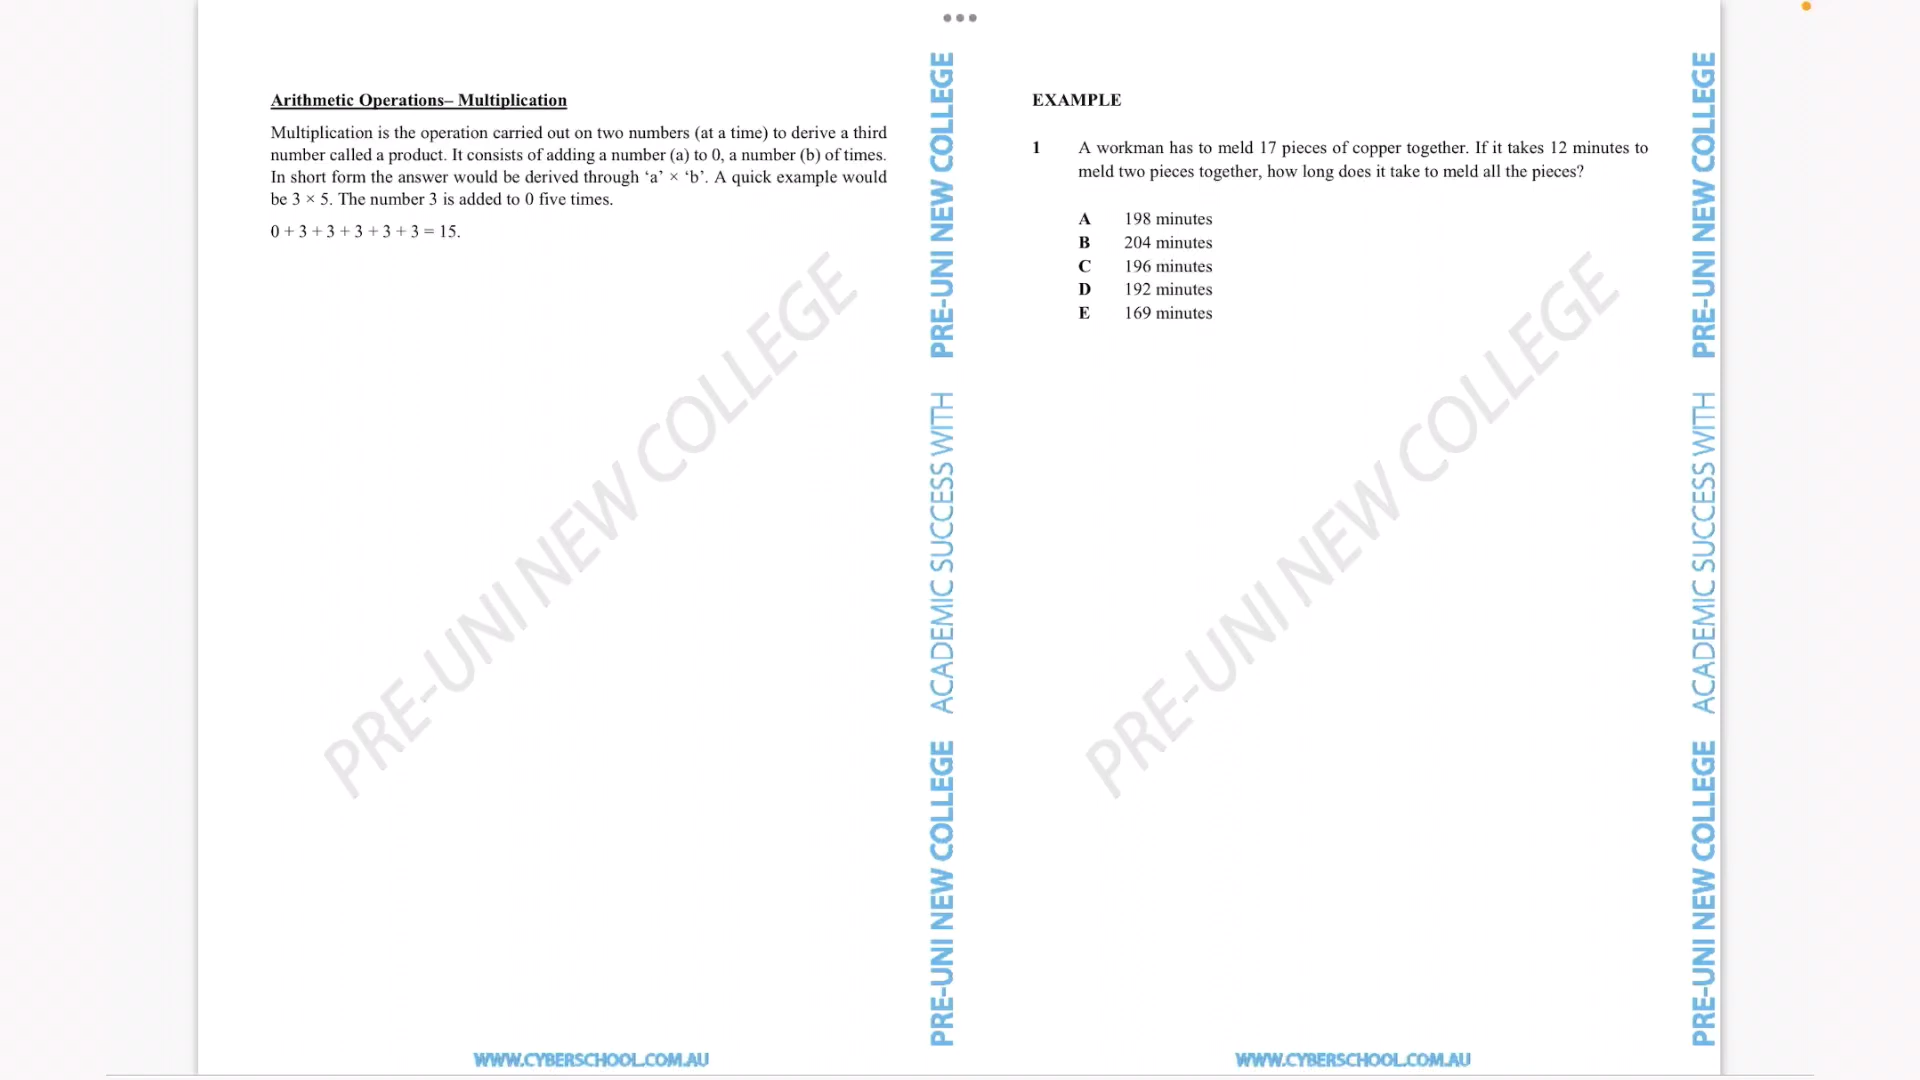 Arithmetic Operations– Multiplication
Multiplication is the operation carried out on two numbers (at a time) to derive a third
number called a product. It consists of adding a number (a) to 0, a number (b) of times.
In short form the answer would be derived through ‘a’ × ‘b’. A quick example would
be 3 × 5. The number 3 is added to 0 five times.
0 + 3 + 3 + 3 + 3 + 3 = 15.
PRE-UNI NEW COLLEGE
PRE-UNI NEW COLLEGE ACADEMIC SUCCESS WITH PRE-UNI NEW COLLEGE
WWW.CYBERSCHOOL.COM.AU
EXAMPLE
1 A workman has to meld 17 pieces of copper together. If it takes 12 minutes to
meld two pieces together, how long does it take to meld all the pieces?
A 198 minutes
B 204 minutes
C 196 minutes
D 192 minutes
E 169 minutes
PRE-UNI NEW COLLEGE
PRE-UNI NEW COLLEGE ACADEMIC SUCCESS WITH PRE-UNI NEW COLLEGE
WWW.CYBERSCHOOL.COM.AU